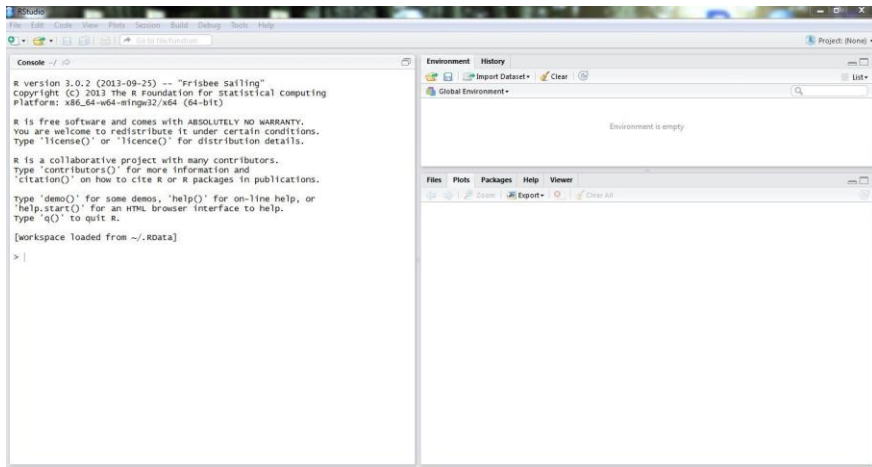 RStudio
File Edit Code View Plots Session Build Debug Tools Help
Go to file/function
Project: (None)
Console ~/
R version 3.0.2 (2013-09-25) -- "Frisbee Sailing"
Copyright (C) 2013 The R Foundation for Statistical Computing
Platform: x86_64-w64-mingw32/x64 (64-bit)
R is free software and comes with ABSOLUTELY NO WARRANTY.
You are welcome to redistribute it under certain conditions.
Type 'license()' or 'licence()' for distribution details.
R is a collaborative project with many contributors.
Type 'contributors()' for more information and
'citation()' on how to cite R or R packages in publications.
Type 'demo()' for some demos, 'help()' for on-line help, or
'help.start()' for an HTML browser interface to help.
Type 'q()' to quit R.
[Workspace loaded from ~/.RData]
>
Environment History
Import Dataset Clear List
Global Environment
Environment is empty
Files Plots Packages Help Viewer
Zoom Export Clear All